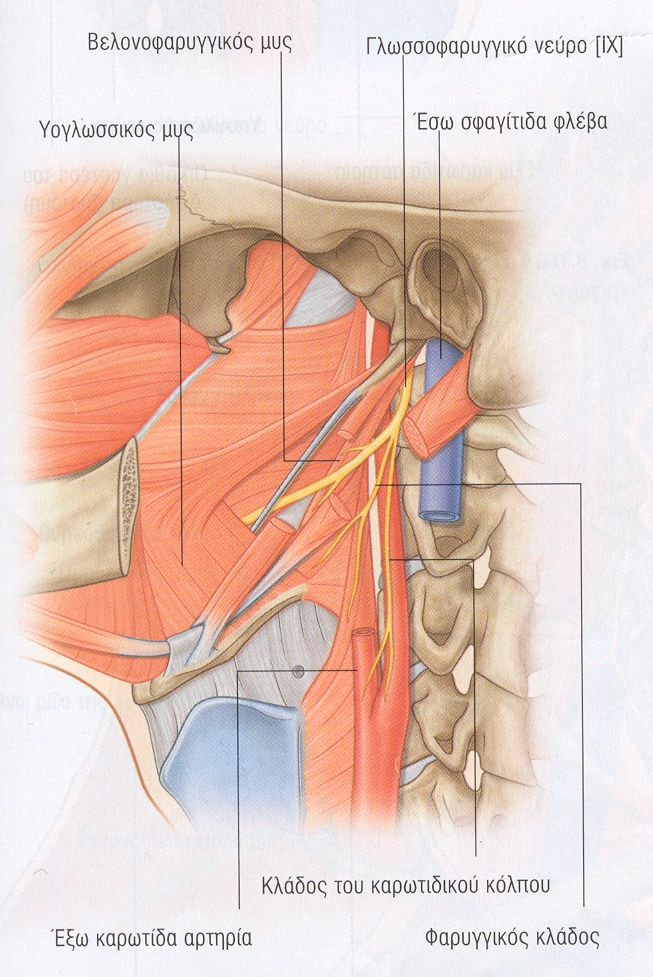 Βελονοφαρυγγικός μυς
Γλωσσοφαρυγγικό νεύρο [IX]
Υογλωσσικός μυς
Έσω σφαγίτιδα φλέβα
Κλάδος του καρωτιδικού κόλπου
Έξω καρωτίδα αρτηρία
Φαρυγγικός κλάδος